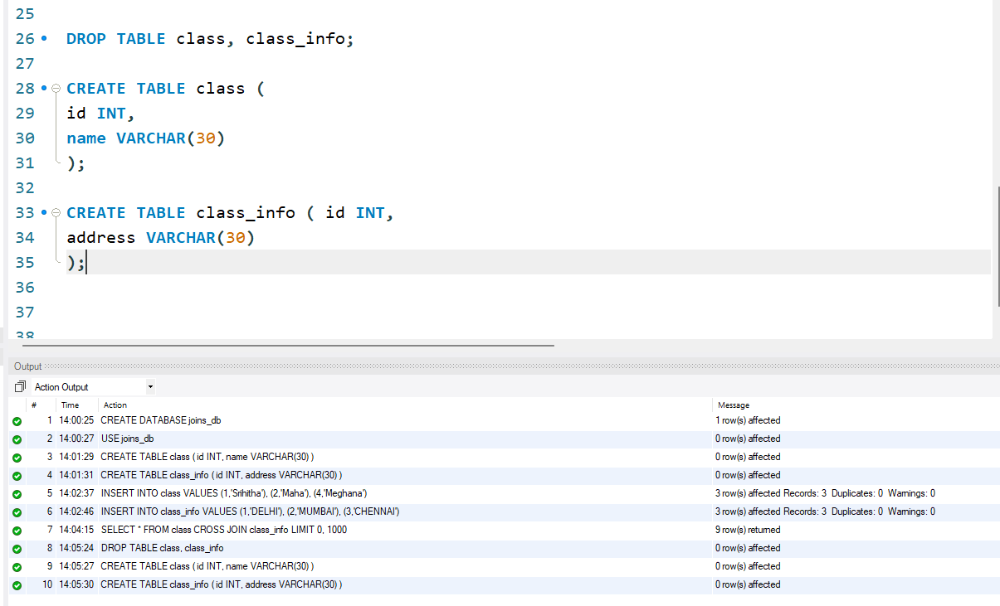 25
26 DROP TABLE class, class_info;
27
28 CREATE TABLE class (
29 id INT,
30 name VARCHAR(30)
31 );
32
33 CREATE TABLE class_info ( id INT,
34 address VARCHAR(30)
35 );
36
37
38
Output
Action Output
# Time Action Message
1 14:00:25 CREATE DATABASE joins_db 1 row(s) affected
2 14:00:27 USE joins_db 0 row(s) affected
3 14:01:29 CREATE TABLE class ( id INT, name VARCHAR(30) ) 0 row(s) affected
4 14:01:31 CREATE TABLE class_info ( id INT, address VARCHAR(30) ) 0 row(s) affected
5 14:02:37 INSERT INTO class VALUES (1,'Srihitha'), (2,'Maha'), (4,'Meghana') 3 row(s) affected Records: 3 Duplicates: 0 Warnings: 0
6 14:02:46 INSERT INTO class_info VALUES (1,'DELHI'), (2,'MUMBAI'), (3,'CHENNAI') 3 row(s) affected Records: 3 Duplicates: 0 Warnings: 0
7 14:04:15 SELECT * FROM class CROSS JOIN class_info LIMIT 0, 1000 9 row(s) returned
8 14:05:24 DROP TABLE class, class_info 0 row(s) affected
9 14:05:27 CREATE TABLE class ( id INT, name VARCHAR(30) ) 0 row(s) affected
10 14:05:30 CREATE TABLE class_info ( id INT, address VARCHAR(30) ) 0 row(s) affected